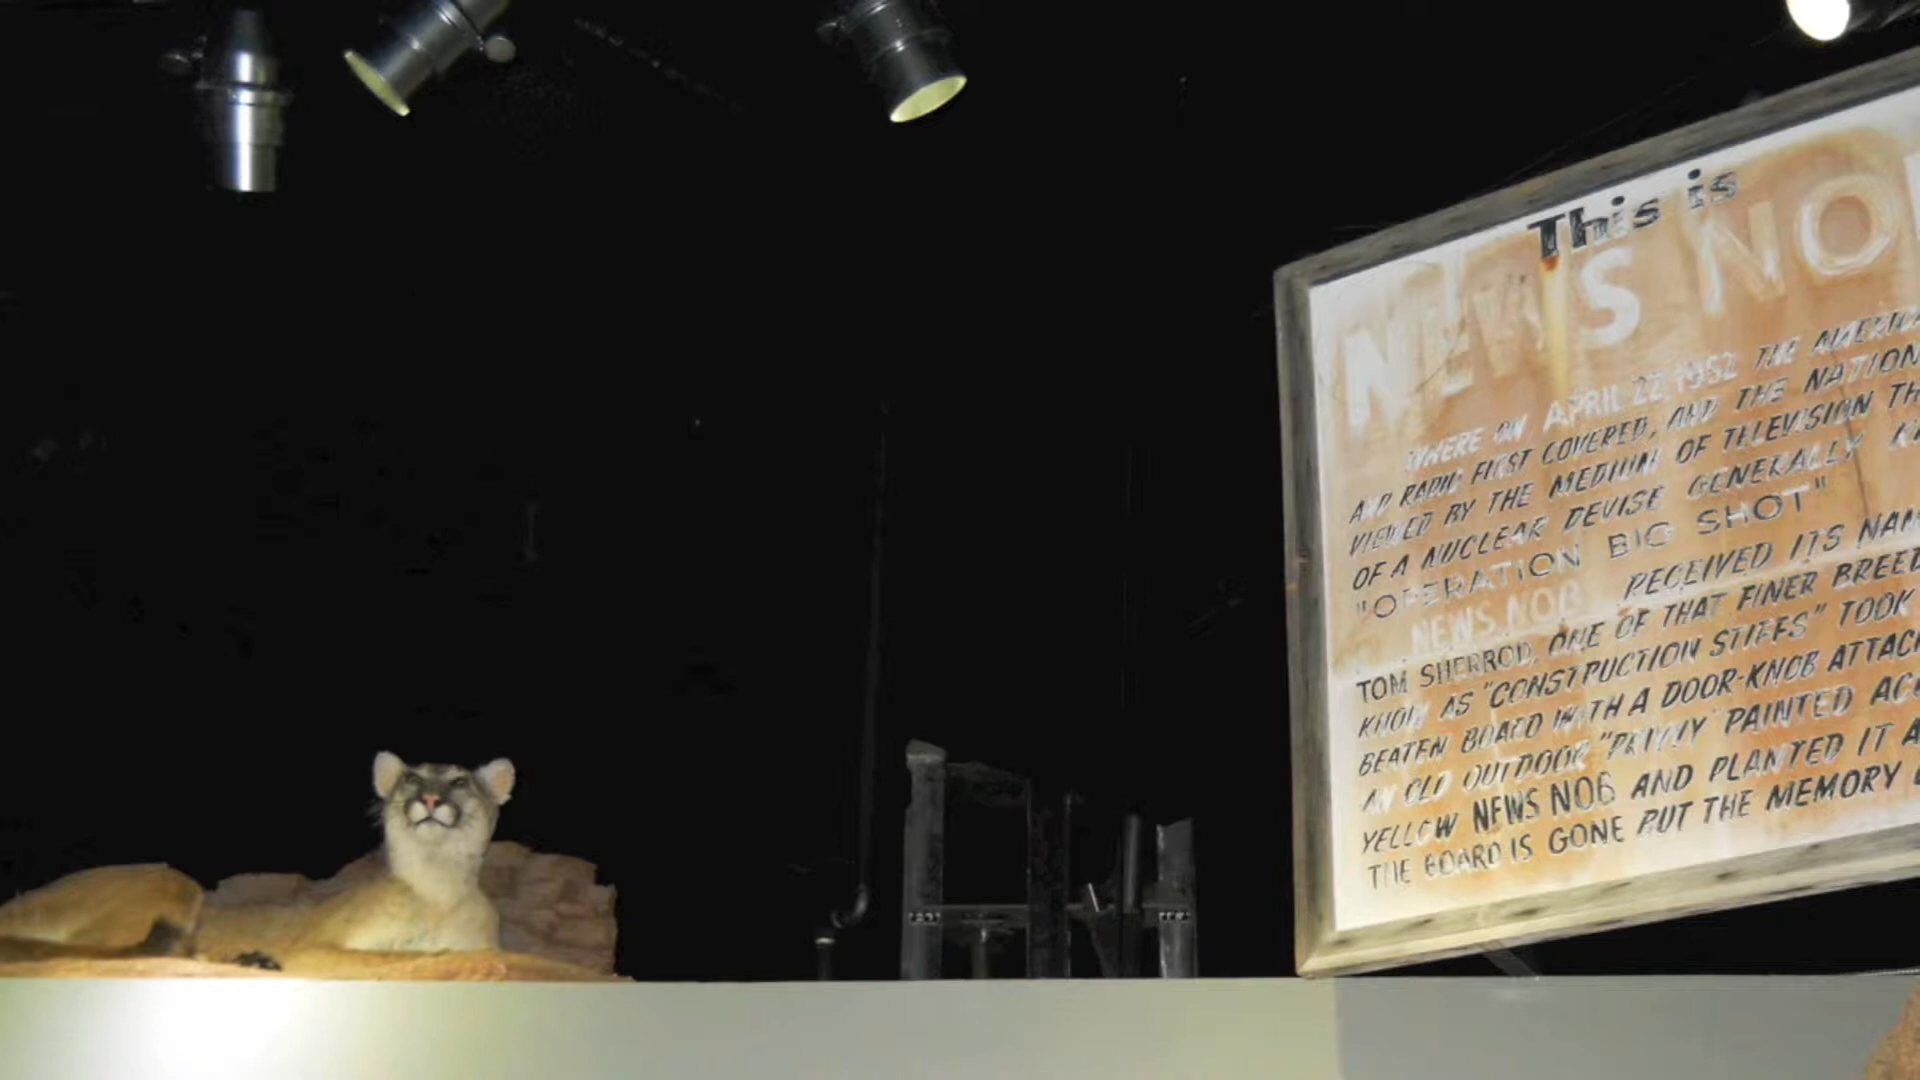 This is
NEWS NO
WHERE ON APRIL 22, 1952 THE AMERICA
AND RADIO FIRST COVERED, AND THE NATION
VIEWED BY THE MEDIUM OF TELEVISION TH
OF A NUCLEAR DEVISE GENERALLY
"OPERATION BIG SHOT"
NEWS NOB RECEIVED ITS NAM
TOM SHERROD, ONE OF THAT FINER BREED
KNOW AS "CONSTRUCTION STIFFS" TOOK
BEATEN BOARD WITH A DOOR-KNOB ATTACH
AN OLD OUTDOOR "PRIVY" PAINTED ACC
YELLOW NEWS NOB AND PLANTED IT A
THE BOARD IS GONE BUT THE MEMORY